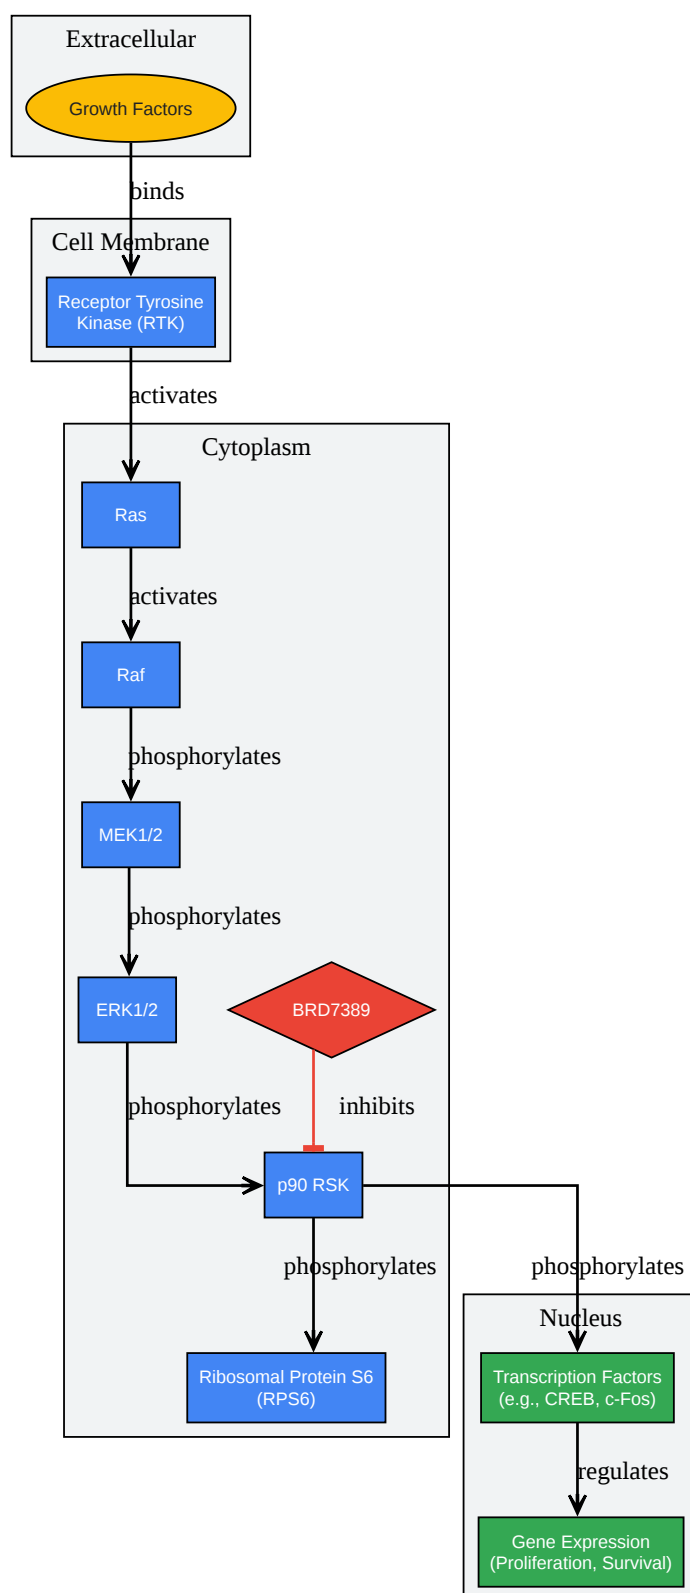 Extracellular
Growth Factors
binds
Cell Membrane
Receptor Tyrosine
Kinase (RTK)
activates
Cytoplasm
Ras
activates
Raf
phosphorylates
MEK1/2
phosphorylates
ERK1/2
BRD7389
phosphorylates
inhibits
p90 RSK
phosphorylates
phosphorylates
Nucleus
Ribosomal Protein S6
(RPS6)
Transcription Factors
(e.g., CREB, c-Fos)
regulates
Gene Expression
(Proliferation, Survival)